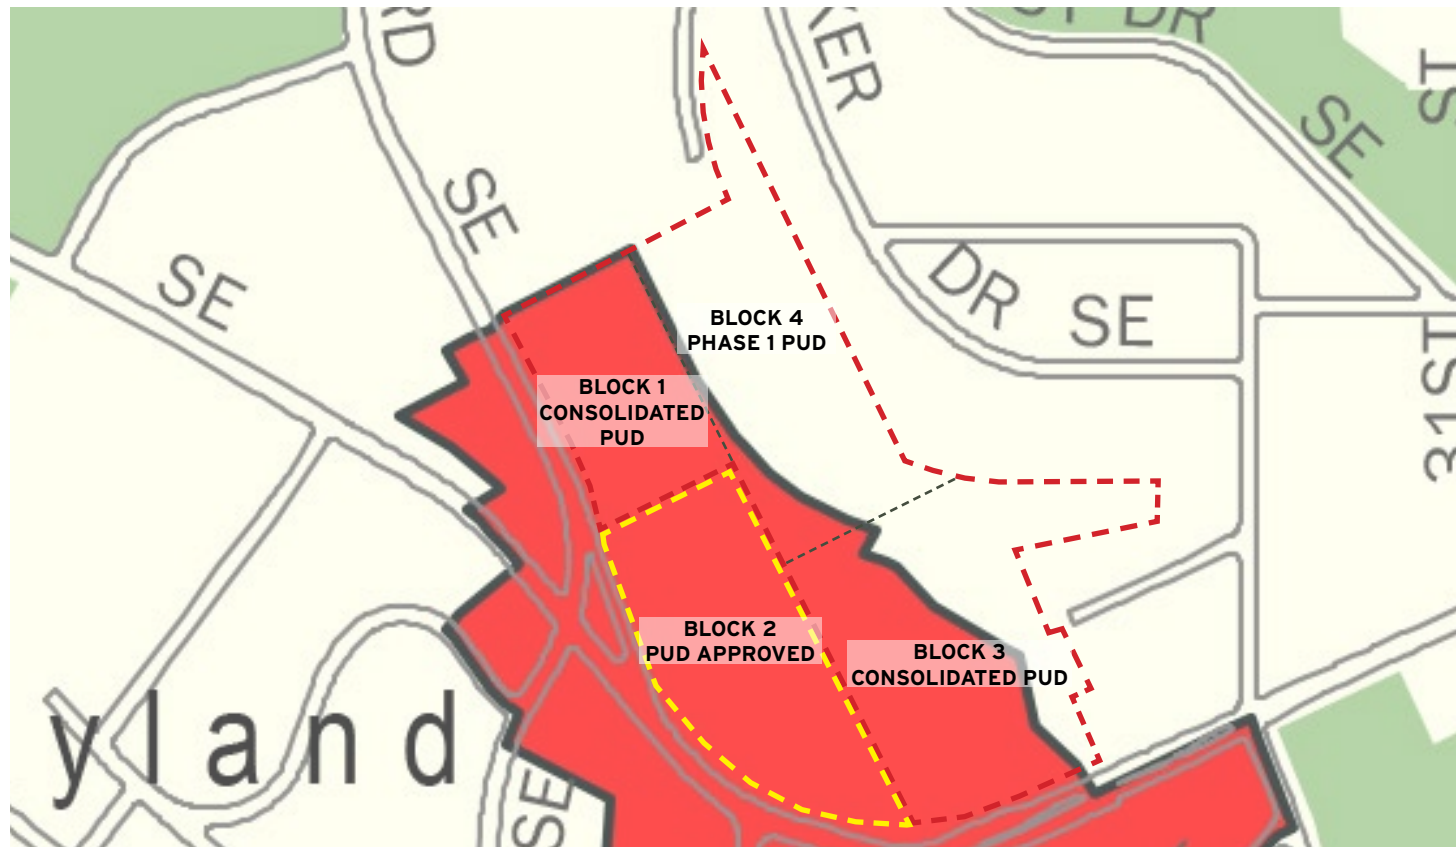 RD
KER
ST DR
SE
ST
SE
SE
DR SE
BLOCK 4
PHASE 1 PUD
BLOCK 1
CONSOLIDATED
PUD
31ST
BLOCK 2
PUD APPROVED
BLOCK 3
CONSOLIDATED PUD
yland
SE